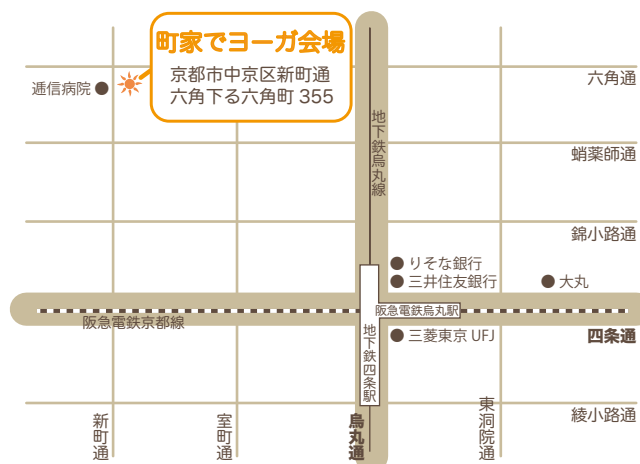 町家でヨーガ会場
京都市中京区新町通
六角下る六角町 355
逓信病院
六角通
地下鉄烏丸線
蛸薬師通
錦小路通
りそな銀行
三井住友銀行
大丸
阪急電鉄烏丸駅
阪急電鉄京都線
地下鉄四条駅
三菱東京 UFJ
四条通
綾小路通
新町通
室町通
烏丸通
東洞院通